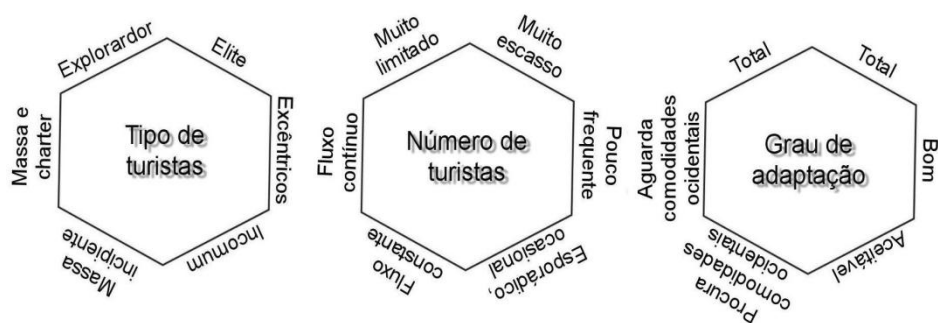 Explorardor
Elite
Excêntricos
Incomum
Massa
incipiente
Massa e
charter
Tipo de
turistas
Muito
limitado
Muito
escasso
Pouco
frequente
Esporádico,
ocasional
Fluxo
constante
Fluxo
continuo
Número de
turistas
Total
Total
Bom
Aceitável
Procura
comodidades
ocidentais
Aguarda
comodidades
ocidentais
Grau de
adaptação